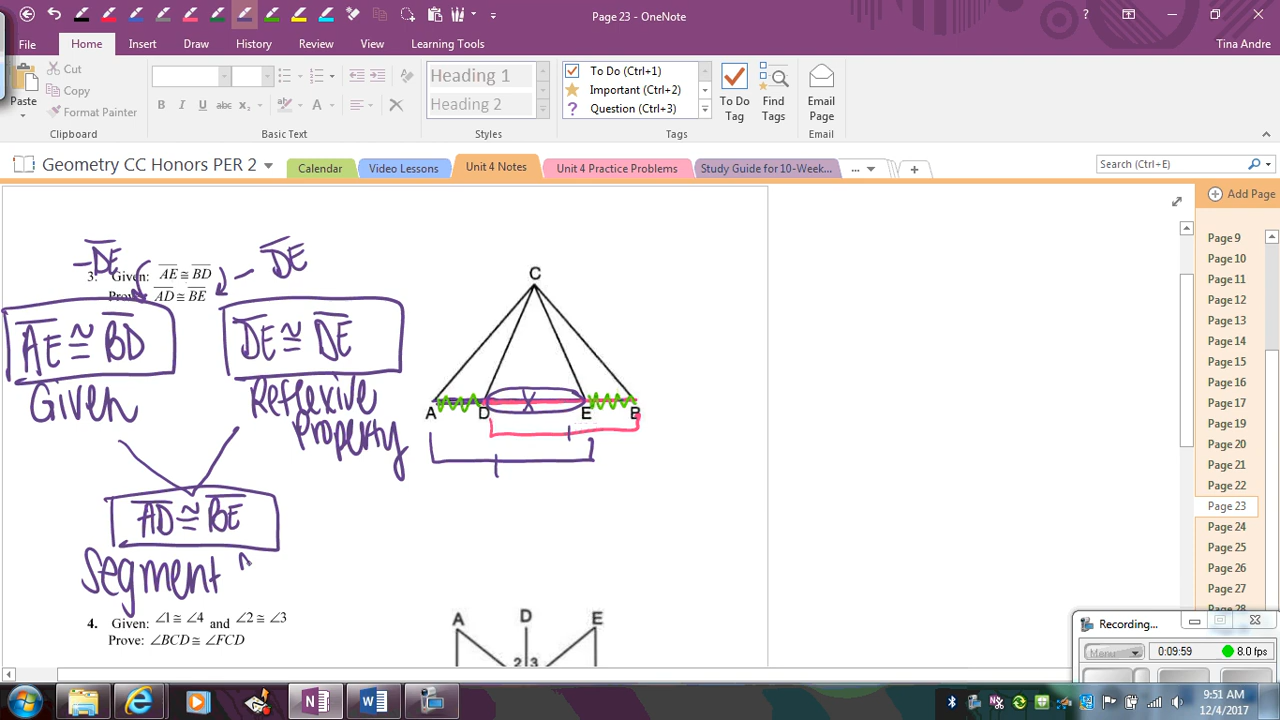 Page 23 - OneNote
File
Home
Insert
Draw
History
Review
View
Learning Tools
Tina Andre
Paste
Cut
Copy
Format Painter
Clipboard
B I U abc x₂ A
Basic Text
Heading 1
Heading 2
Styles
To Do (Ctrl+1)
Important (Ctrl+2)
Question (Ctrl+3)
Tags
To Do Tag
Find Tags
Email Page
Email
Geometry CC Honors PER 2
Calendar
Video Lessons
Unit 4 Notes
Unit 4 Practice Problems
Study Guide for 10-Week...
...
Search (Ctrl+E)
Add Page
Page 9
Page 10
Page 11
Page 12
Page 13
Page 14
Page 15
Page 16
Page 17
Page 18
Page 19
Page 20
Page 21
Page 22
Page 23
Page 24
Page 25
Page 26
Page 27
Page 28
-DE
- DE
3. Given: AE ≅ BD
Prove: AD ≅ BE
AE ≅ BD
DE ≅ DE
Given
Reflexive
Property
AD ≅ BE
Segment
C
A D E B
X
4. Given: ∠1 ≅ ∠4 and ∠2 ≅ ∠3
Prove: ∠BCD ≅ ∠FCD
A D E
2 3
Recording...
Menu
0:09:59
8.0 fps
9:51 AM
12/4/2017